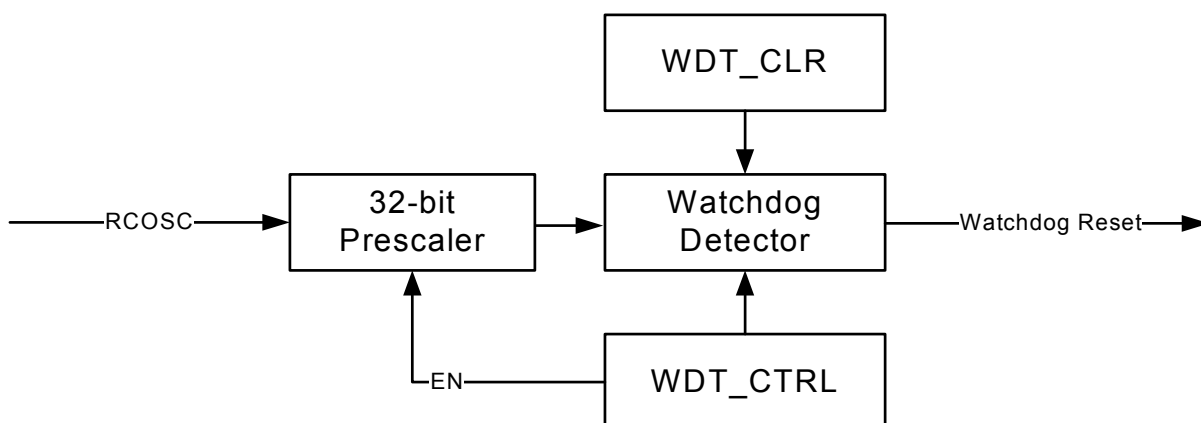 WDT_CLR
RCOSC
32-bit
Prescaler
Watchdog
Detector
Watchdog Reset
EN
WDT_CTRL